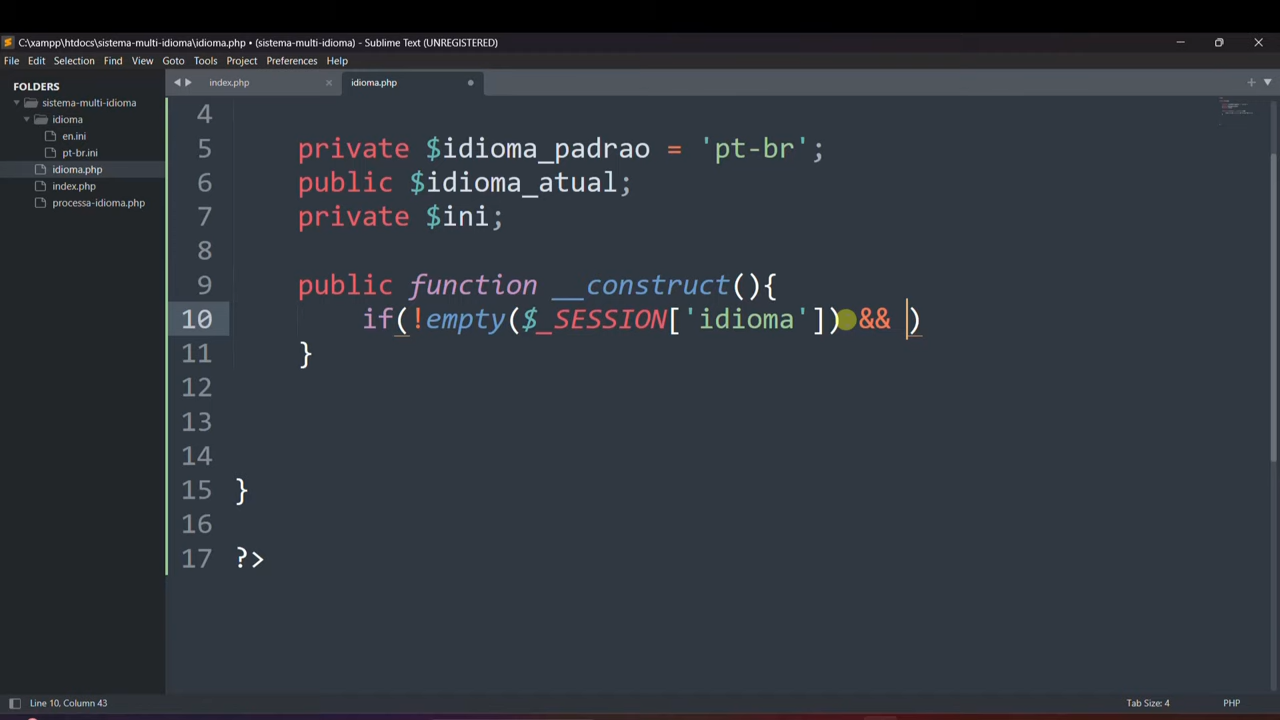 C:\xampp\htdocs\sistema-multi-idioma\idioma.php • (sistema-multi-idioma) - Sublime Text (UNREGISTERED)
File Edit Selection Find View Goto Tools Project Preferences Help
FOLDERS
sistema-multi-idioma
idioma
en.ini
pt-br.ini
idioma.php
index.php
processa-idioma.php
index.php × idioma.php
4
5 private $idioma_padrao = 'pt-br';
6 public $idioma_atual;
7 private $ini;
8
9 public function __construct(){
10 if(!empty($_SESSION['idioma']) && )
11 }
12
13
14
15 }
16
17 ?>
Line 10, Column 43 Tab Size: 4 PHP